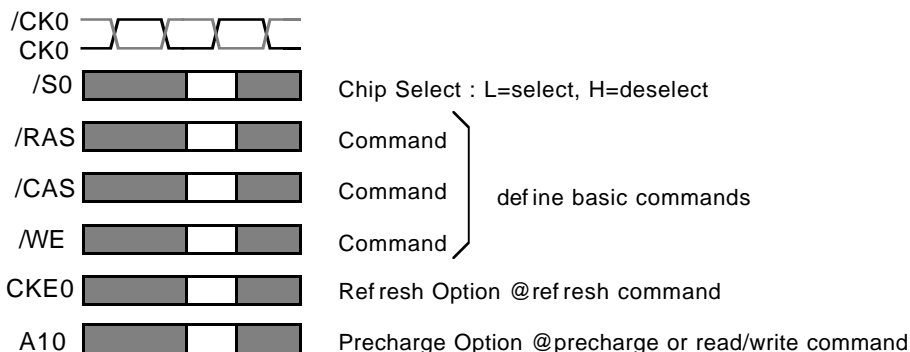 /CK0
CK0
/S0 Chip Select : L=select, H=deselect
/RAS Command
/CAS Command define basic commands
/WE Command
CKE0 Refresh Option @refresh command
A10 Precharge Option @precharge or read/write command